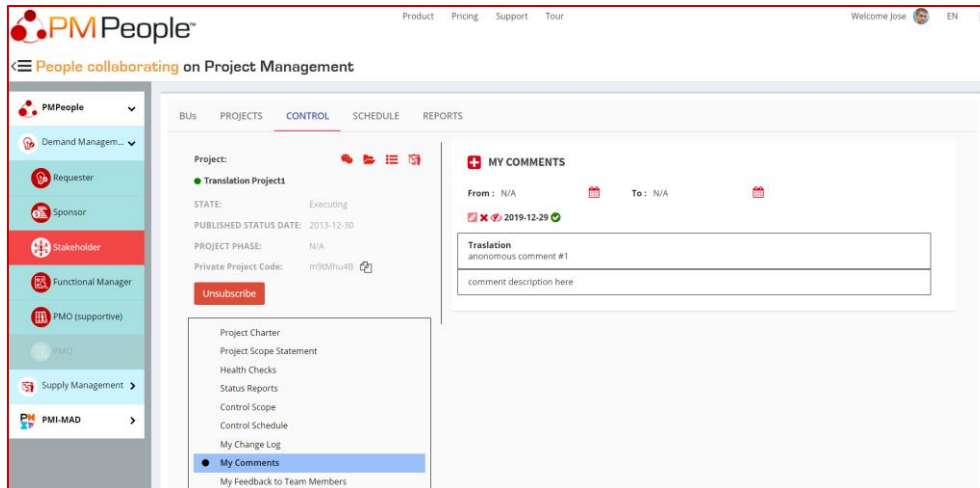 PMPeople™
Product Pricing Support Tour
Welcome Jose EN
People collaborating on Project Management
PMPeople
Demand Managem...
Requester
Sponsor
Stakeholder
Functional Manager
PMO (supportive)
PMO
Supply Management
PMI-MAD
BUs PROJECTS CONTROL SCHEDULE REPORTS
Project:
Translation Project1
STATE: Executing
PUBLISHED STATUS DATE: 2013-12-30
PROJECT PHASE: N/A
Private Project Code: m9tMhu4B
Unsubscribe
Project Charter
Project Scope Statement
Health Checks
Status Reports
Control Scope
Control Schedule
My Change Log
My Comments
My Feedback to Team Members
MY COMMENTS
From : N/A To : N/A
2019-12-29
Traslation
anonomous comment #1
comment description here